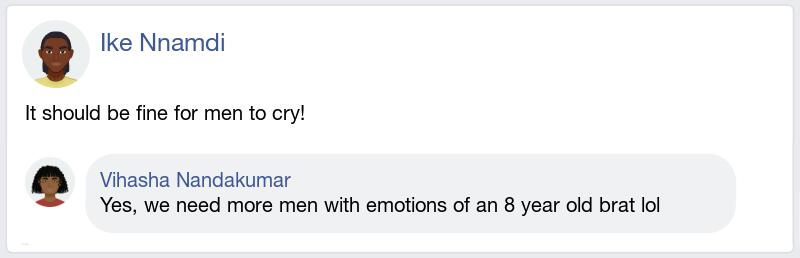 Ike Nnamdi
It should be fine for men to cry!
Vihasha Nandakumar
Yes, we need more men with emotions of an 8 year old brat lol